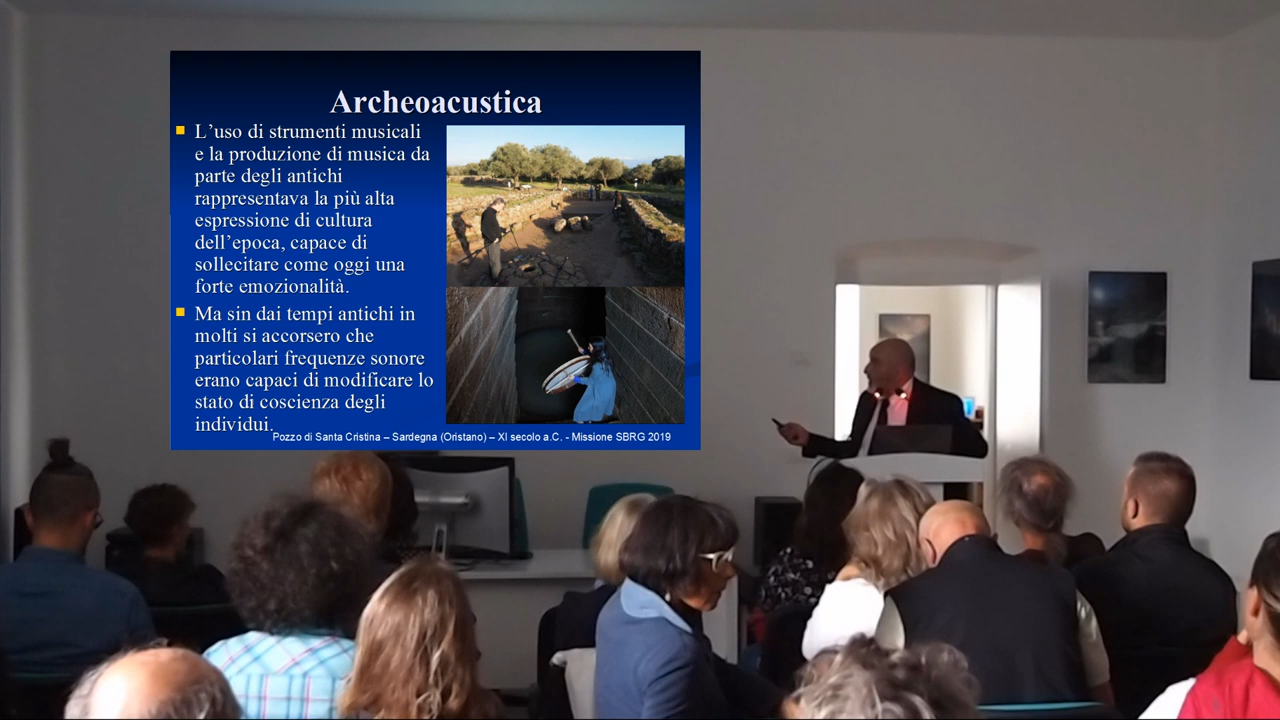 Archeoacustica
L’uso di strumenti musicali
e la produzione di musica da
parte degli antichi
rappresentava la più alta
espressione di cultura
dell’epoca, capace di
sollecitare come oggi una
forte emozionalità.
Ma sin dai tempi antichi in
molti si accorsero che
particolari frequenze sonore
erano capaci di modificare lo
stato di coscienza degli
individui.
Pozzo di Santa Cristina – Sardegna (Oristano) – XI secolo a.C. - Missione SBRG 2019